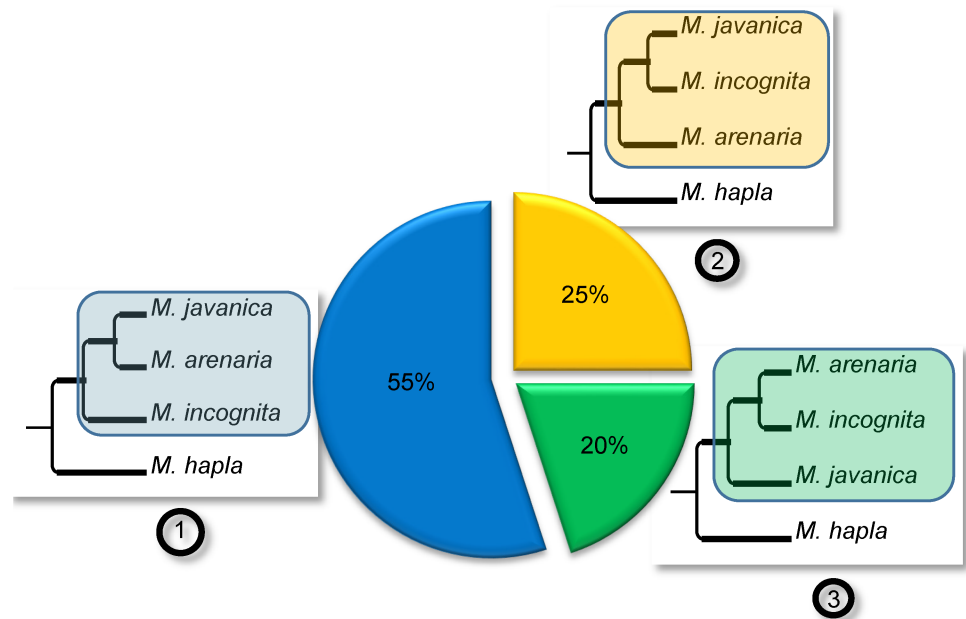 M. javanica
M. incognita
M. arenaria
M. hapla
2
25%
M. javanica
M. arenaria
M. incognita
M. hapla
1
55%
20%
M. arenaria
M. incognita
M. javanica
M. hapla
3